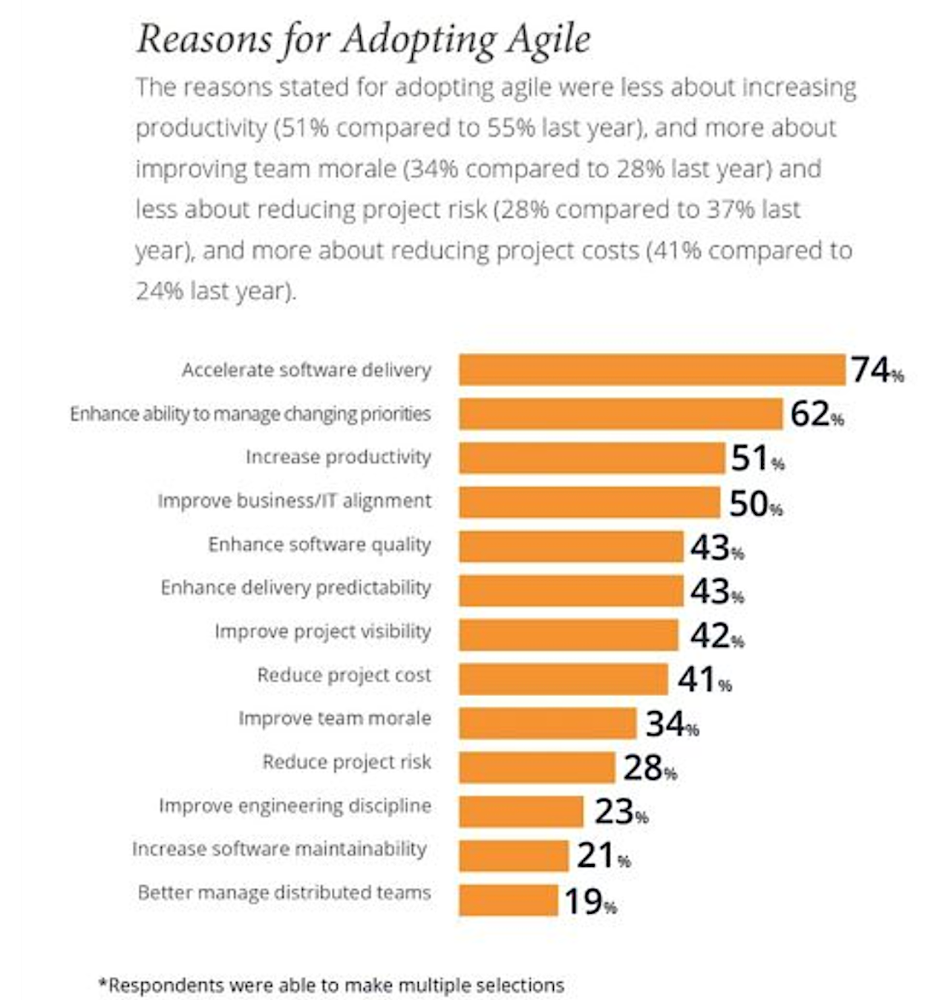 Reasons for Adopting Agile
The reasons stated for adopting agile were less about increasing
productivity (51% compared to 55% last year), and more about
improving team morale (34% compared to 28% last year) and
less about reducing project risk (28% compared to 37% last
year), and more about reducing project costs (41% compared to
24% last year).
Accelerate software delivery 74%
Enhance ability to manage changing priorities 62%
Increase productivity 51%
Improve business/IT alignment 50%
Enhance software quality 43%
Enhance delivery predictability 43%
Improve project visibility 42%
Reduce project cost 41%
Improve team morale 34%
Reduce project risk 28%
Improve engineering discipline 23%
Increase software maintainability 21%
Better manage distributed teams 19%
*Respondents were able to make multiple selections